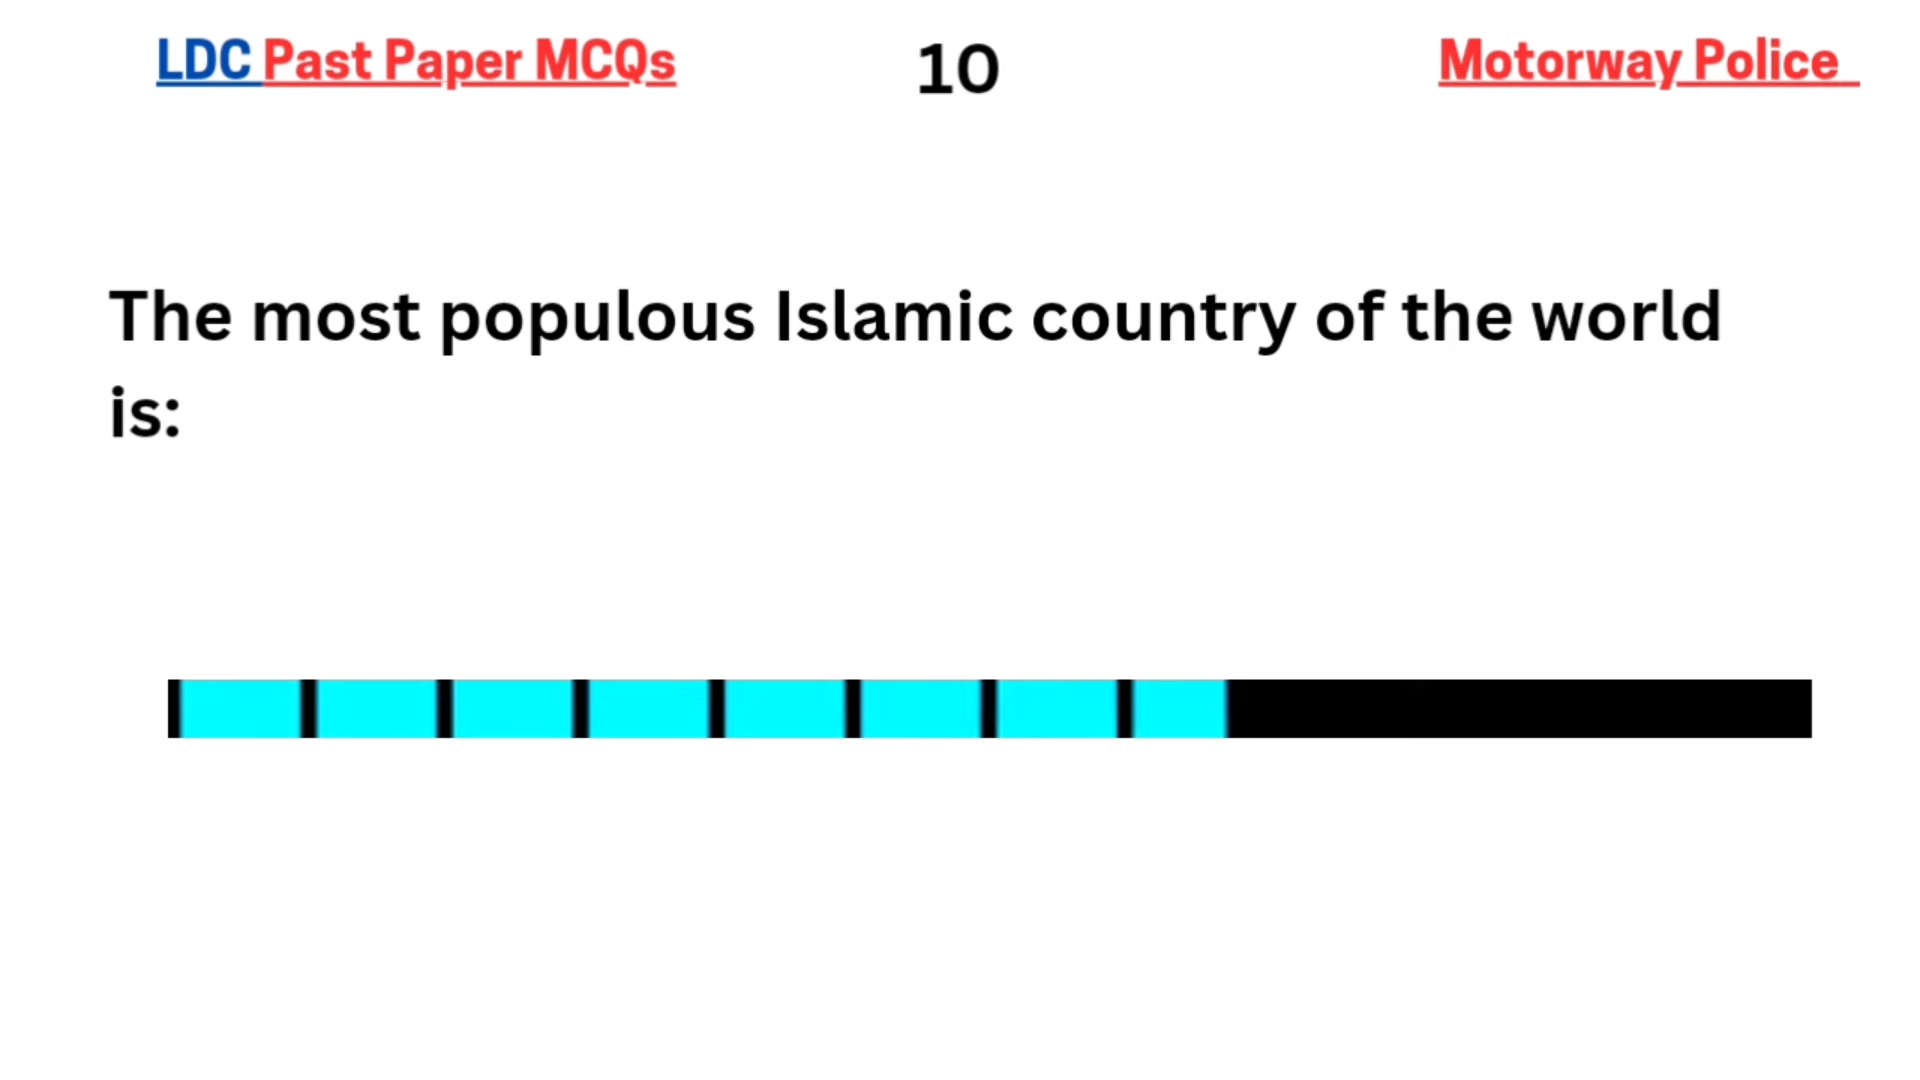 LDC Past Paper MCQs
10
Motorway Police
The most populous Islamic country of the world
is: